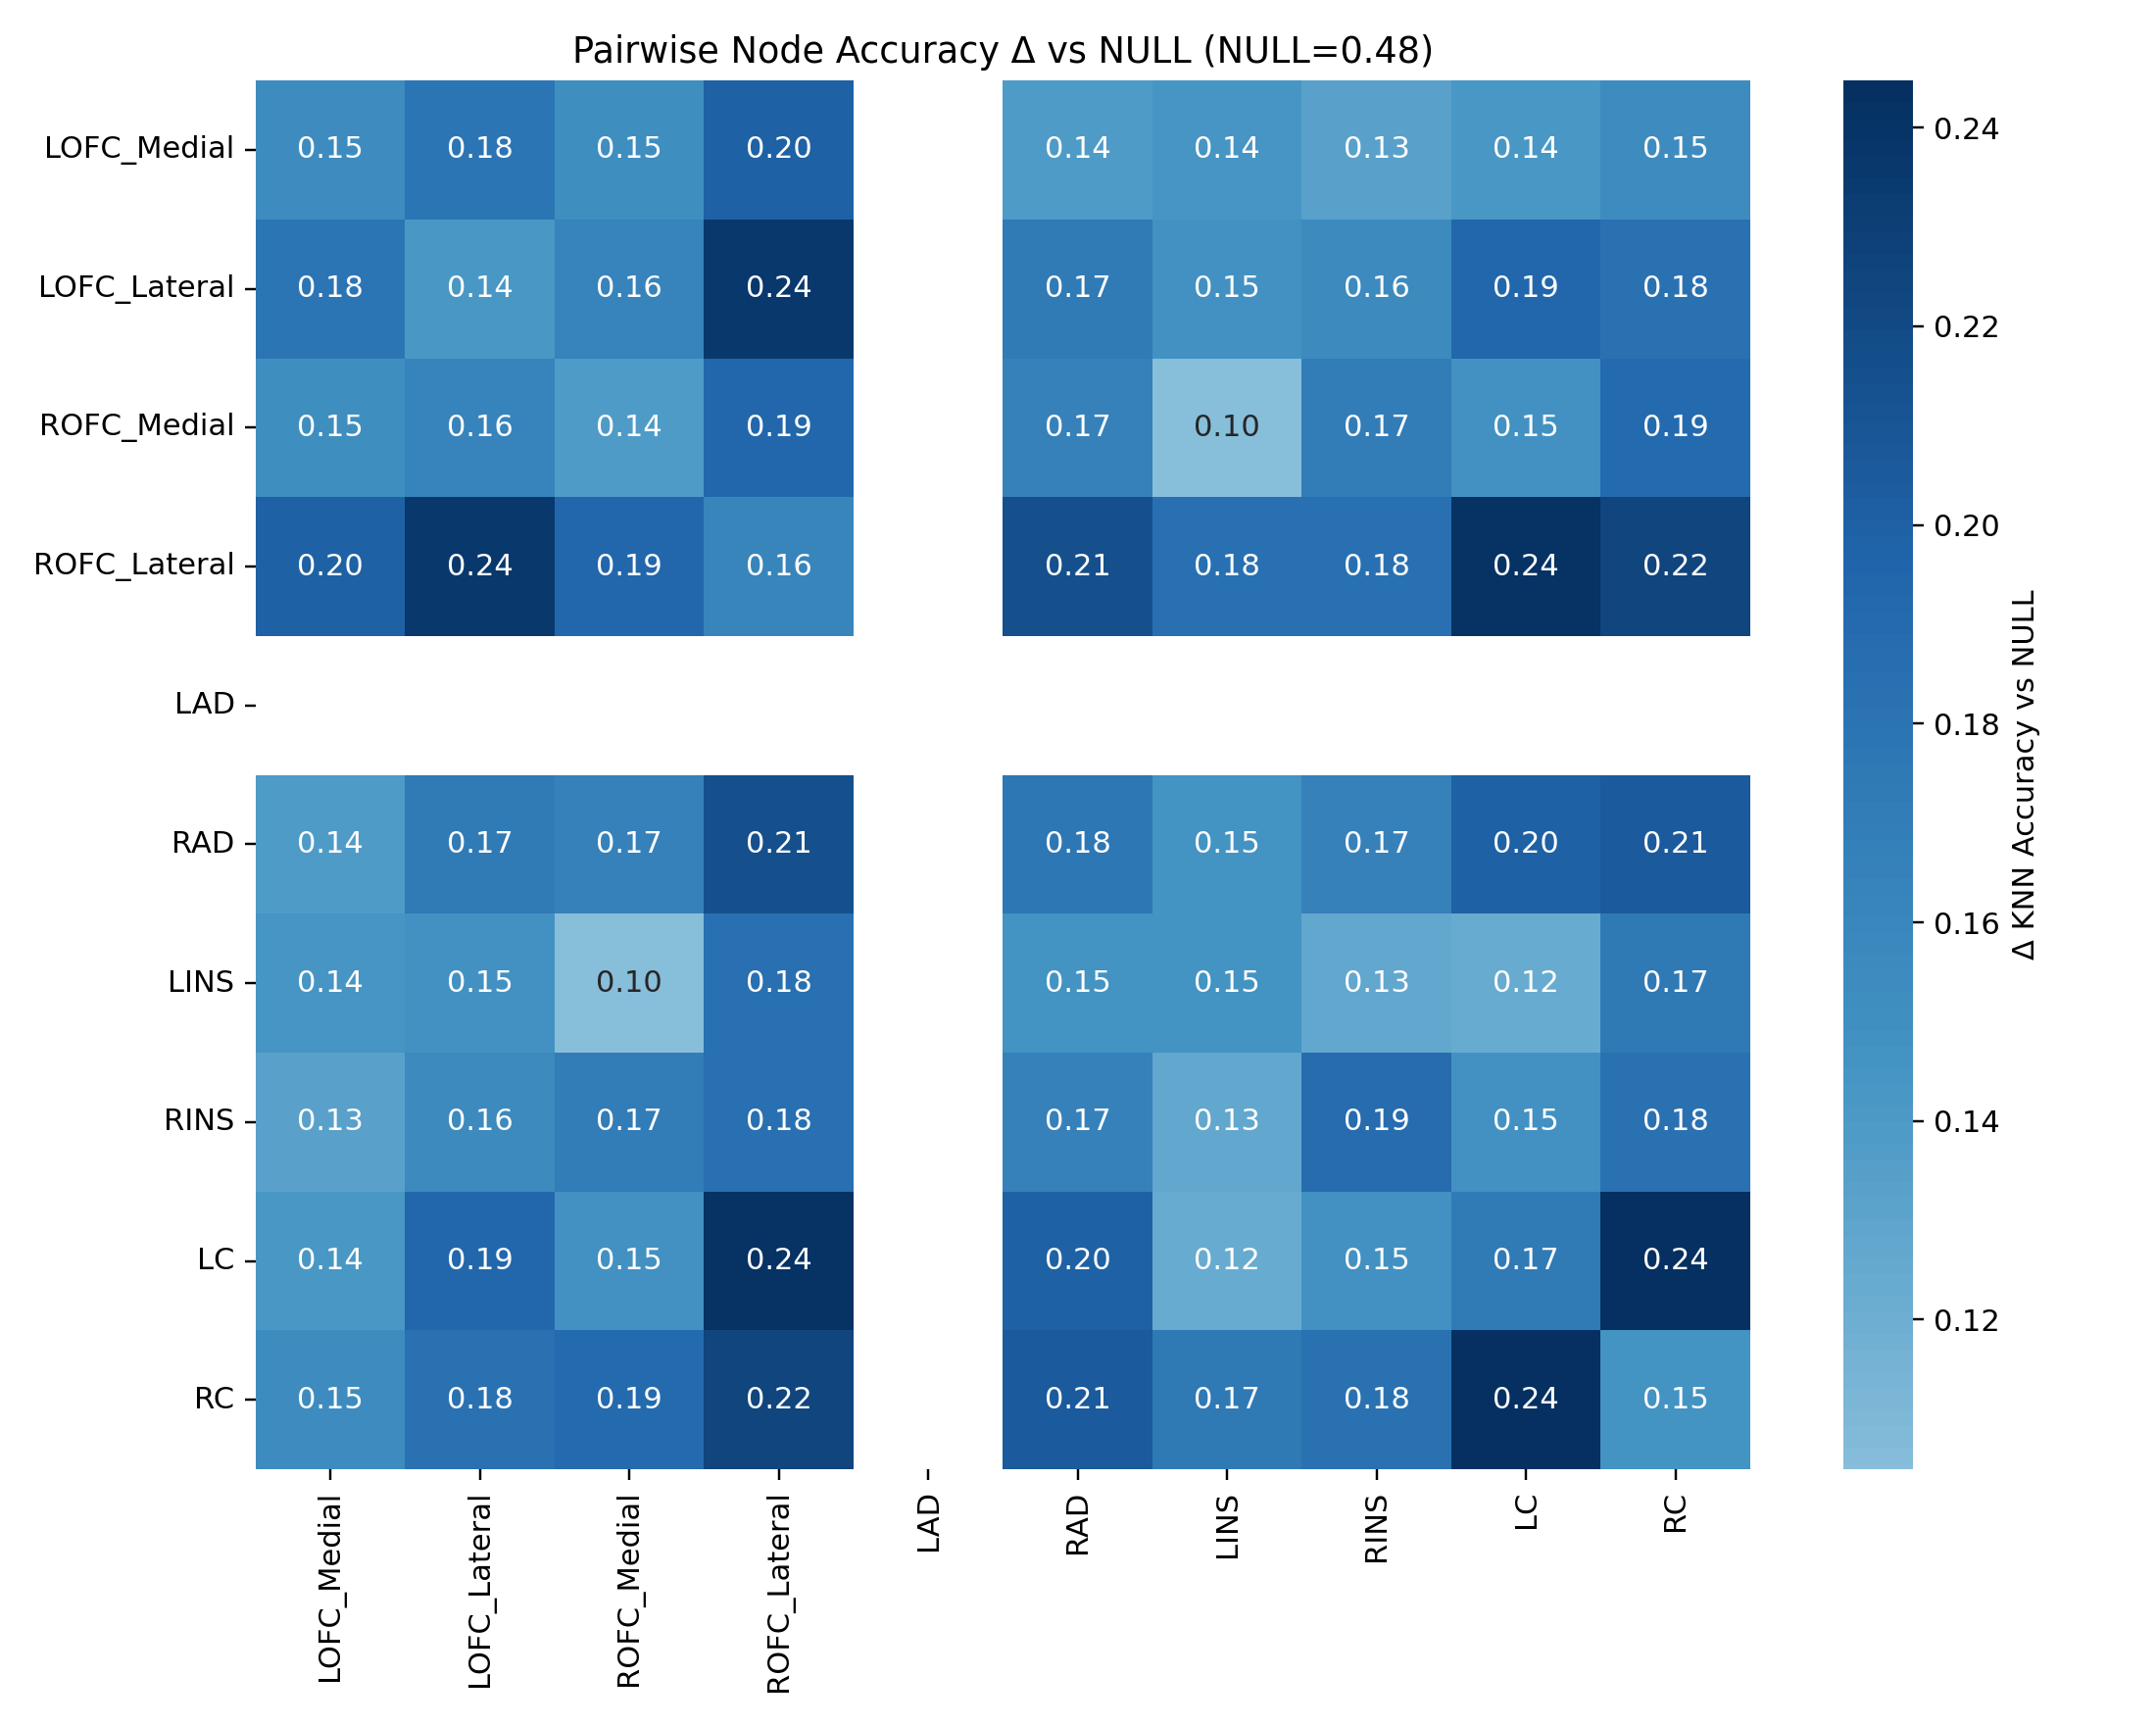 Pairwise Node Accuracy Δ vs NULL (NULL=0.48)
LOFC_Medial 0.15 0.18 0.15 0.20 0.14 0.14 0.13 0.14 0.15
LOFC_Lateral 0.18 0.14 0.16 0.24 0.17 0.15 0.16 0.19 0.18
ROFC_Medial 0.15 0.16 0.14 0.19 0.17 0.10 0.17 0.15 0.19
ROFC_Lateral 0.20 0.24 0.19 0.16 0.21 0.18 0.18 0.24 0.22
LAD
RAD 0.14 0.17 0.17 0.21 0.18 0.15 0.17 0.20 0.21
LINS 0.14 0.15 0.10 0.18 0.15 0.15 0.13 0.12 0.17
RINS 0.13 0.16 0.17 0.18 0.17 0.13 0.19 0.15 0.18
LC 0.14 0.19 0.15 0.24 0.20 0.12 0.15 0.17 0.24
RC 0.15 0.18 0.19 0.22 0.21 0.17 0.18 0.24 0.15
LOFC_Medial LOFC_Lateral ROFC_Medial ROFC_Lateral LAD RAD LINS RINS LC RC
0.24
0.22
0.20
0.18
0.16
0.14
0.12
Δ KNN Accuracy vs NULL